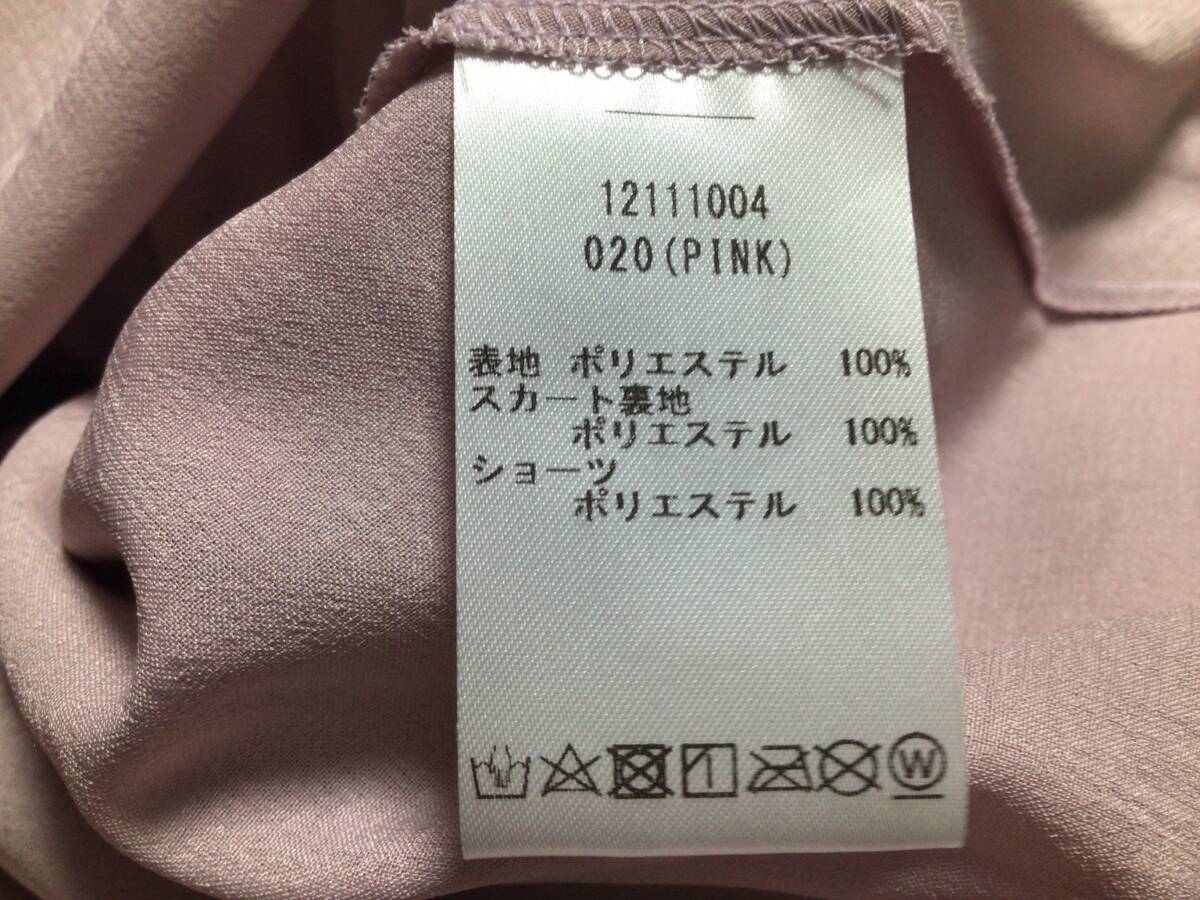 12111004
020(PINK)
表地 ポリエステル 100%
スカート裏地
ポリエステル 100%
ショーツ
ポリエステル 100%
W